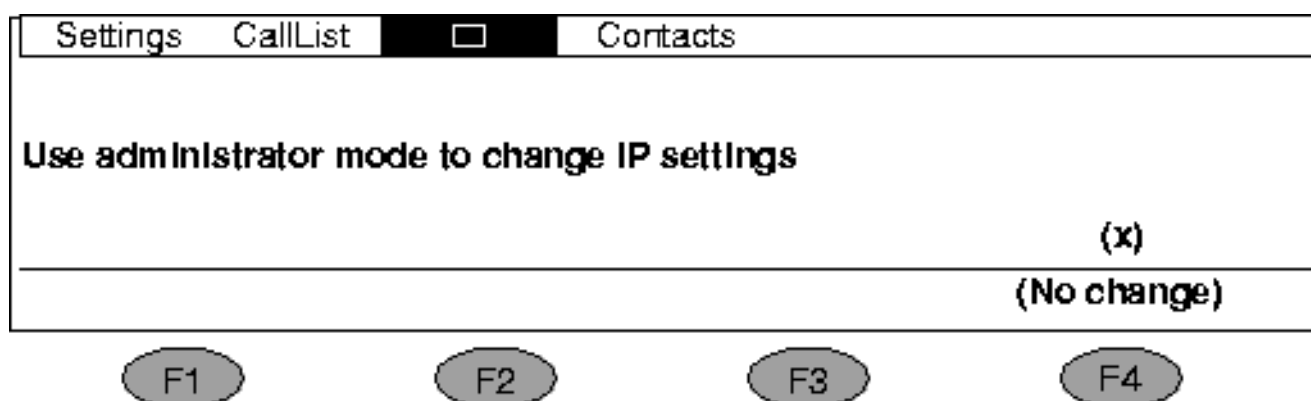 Settings CallList Contacts
Use administrator mode to change IP settings
(x)
(No change)
F1 F2 F3 F4